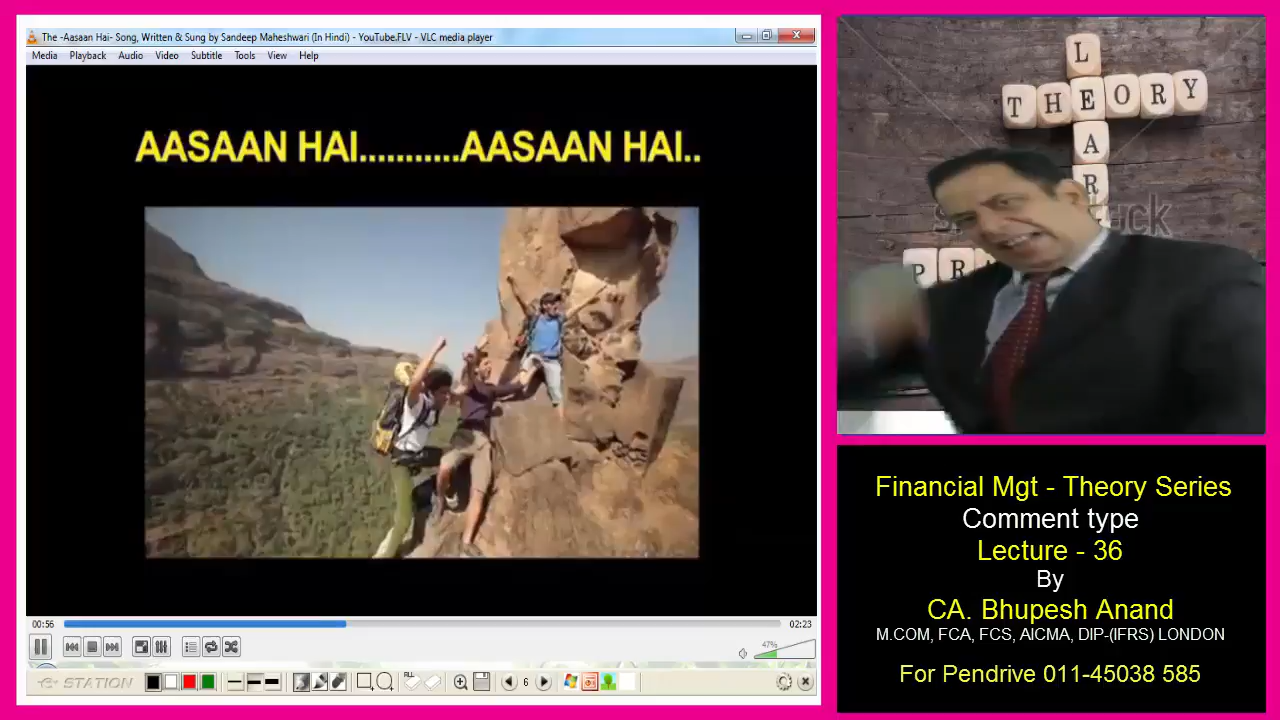 The -Aasaan Hai- Song, Written & Sung by Sandeep Maheshwari (In Hindi) - YouTube.FLV - VLC media player
Media Playback Audio Video Subtitle Tools View Help
AASAAN HAI...........AASAAN HAI..
00:56
02:23
47%
STATION
6
L
THEORY
A
R
PR
Financial Mgt - Theory Series
Comment type
Lecture - 36
By
CA. Bhupesh Anand
M.COM, FCA, FCS, AICMA, DIP-(IFRS) LONDON
For Pendrive 011-45038 585